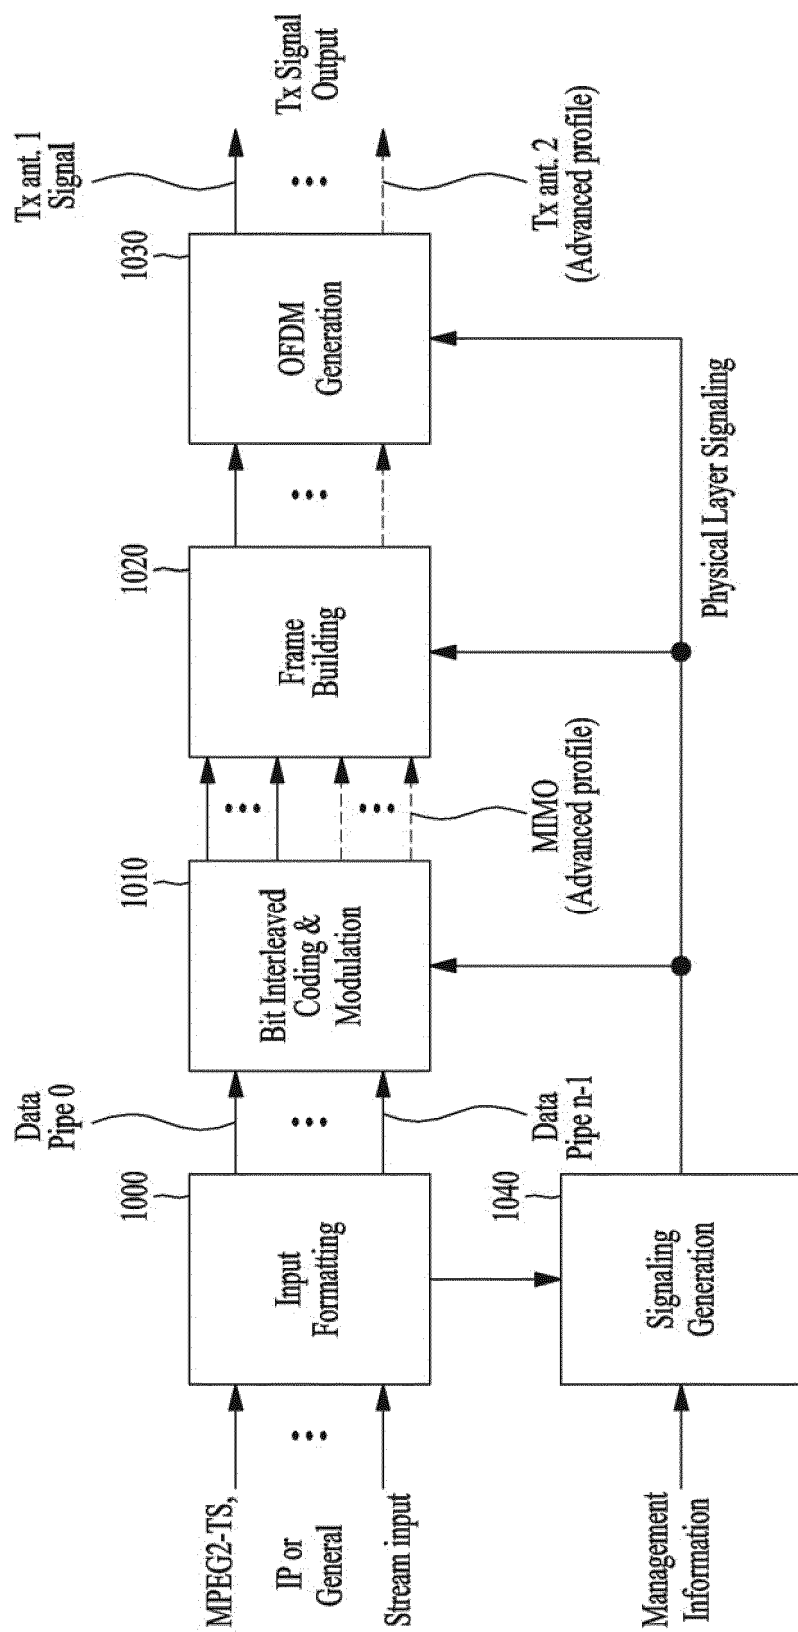 MPEG2-TS,
IP or
General
Stream input
Management
Information
1000
Input
Formatting
1040
Signaling
Generation
Data
Pipe 0
Data
Pipe n-1
1010
Bit Interleaved
Coding &
Modulation
MIMO
(Advanced profile)
1020
Frame
Building
Physical Layer Signaling
1030
OFDM
Generation
Tx ant. 1
Signal
Tx ant. 2
(Advanced profile)
Tx Signal
Output